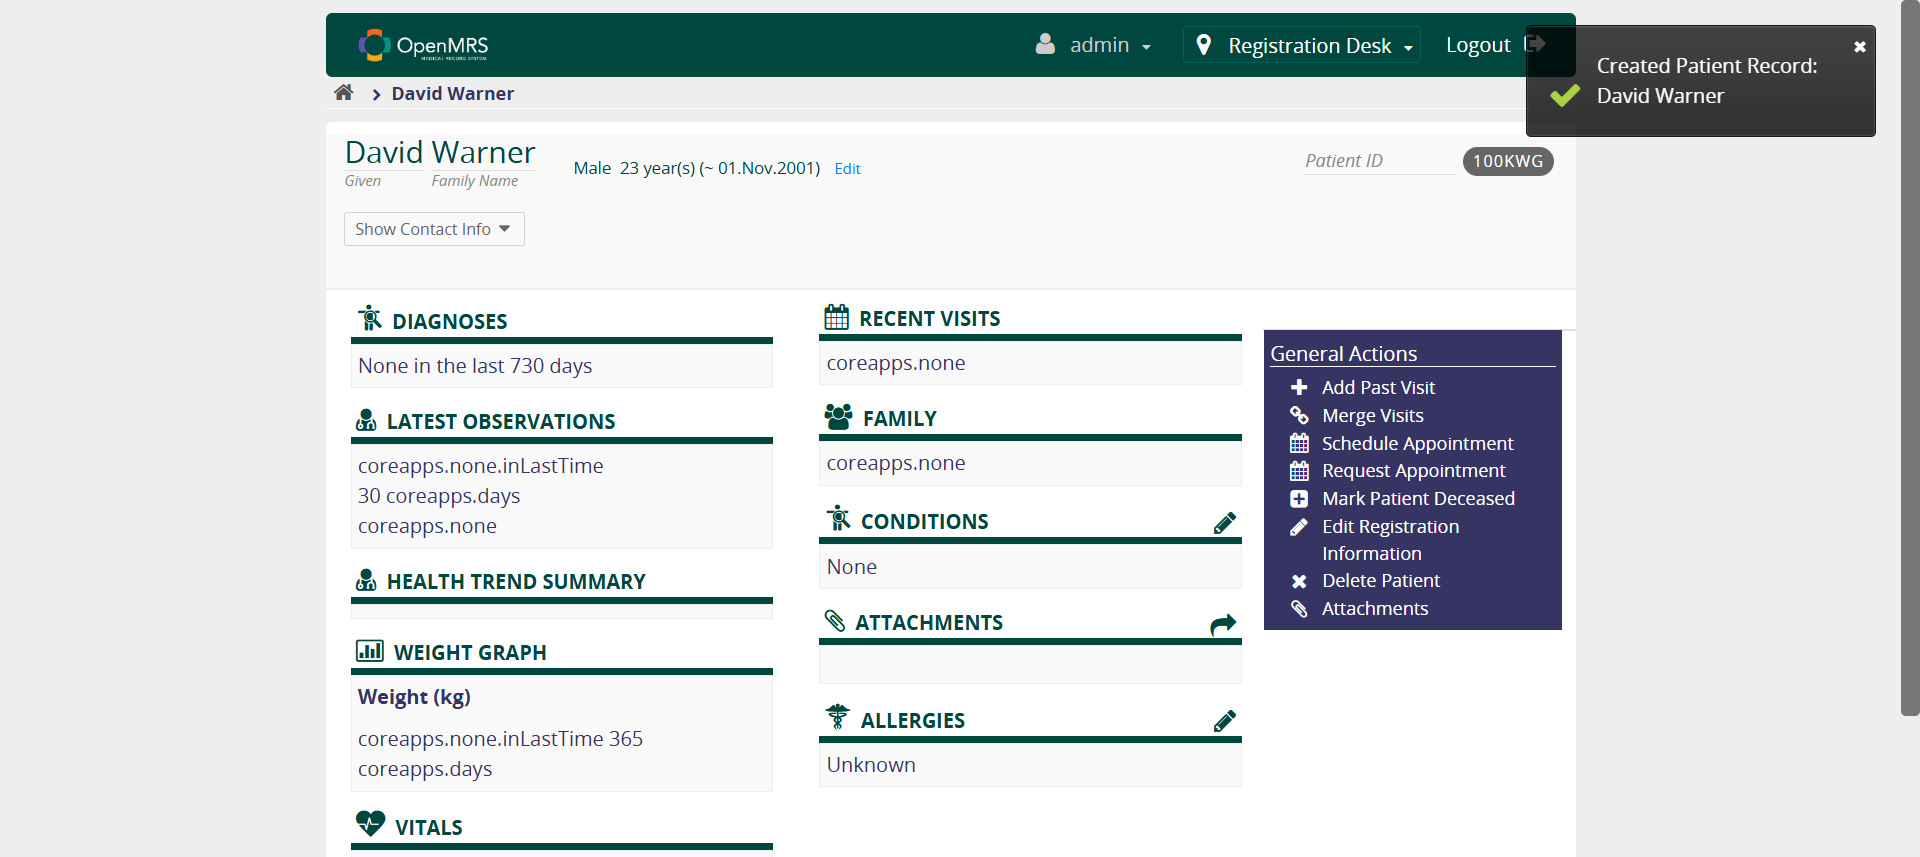 OpenMRS
MEDICAL RECORD SYSTEM
admin
Registration Desk
Logout
Created Patient Record:
David Warner
David Warner
David Warner
Given
Family Name
Male 23 year(s) (~ 01.Nov.2001) Edit
Patient ID
100KWG
Show Contact Info
DIAGNOSES
None in the last 730 days
LATEST OBSERVATIONS
coreapps.none.inLastTime
30 coreapps.days
coreapps.none
HEALTH TREND SUMMARY
WEIGHT GRAPH
Weight (kg)
coreapps.none.inLastTime 365
coreapps.days
VITALS
RECENT VISITS
coreapps.none
FAMILY
coreapps.none
CONDITIONS
None
ATTACHMENTS
ALLERGIES
Unknown
General Actions
Add Past Visit
Merge Visits
Schedule Appointment
Request Appointment
Mark Patient Deceased
Edit Registration
Information
Delete Patient
Attachments